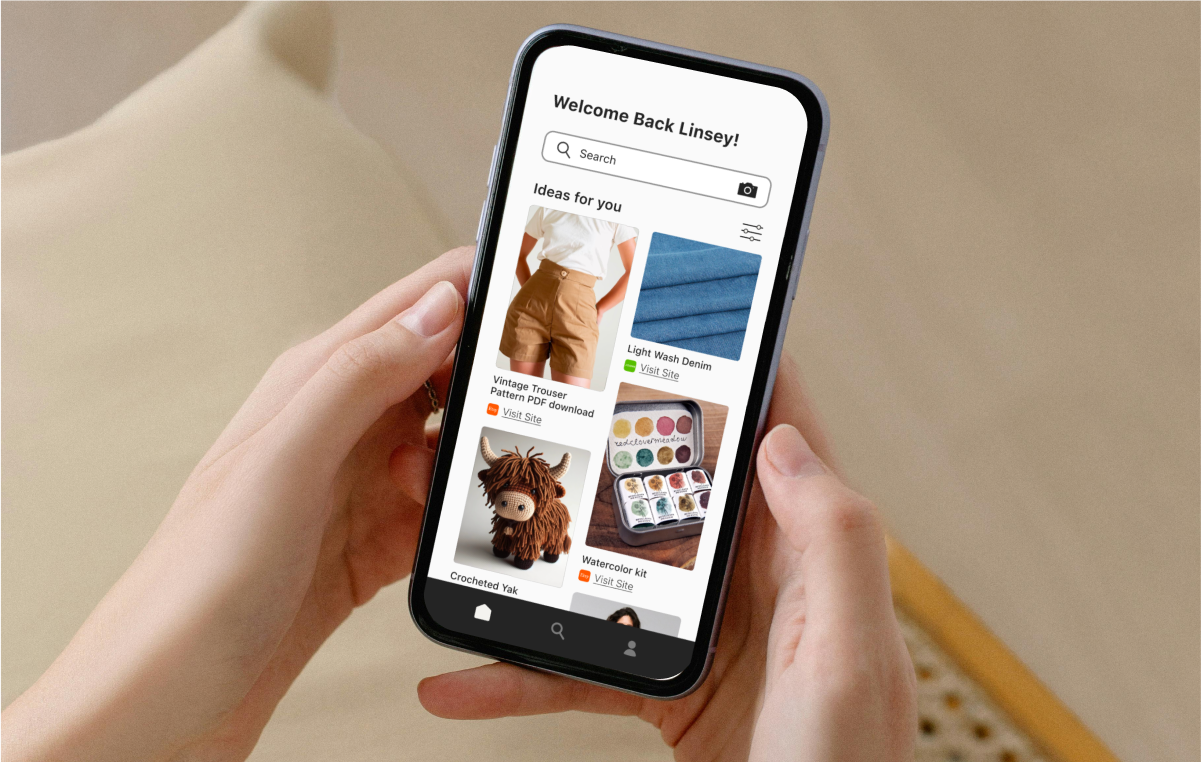 Welcome Back Linsey!
Search
Ideas for you
Vintage Trouser
Pattern PDF download
Visit Site
Light Wash Denim
Visit Site
redclovermeadow
Crocheted Yak
Watercolor kit
Visit Site